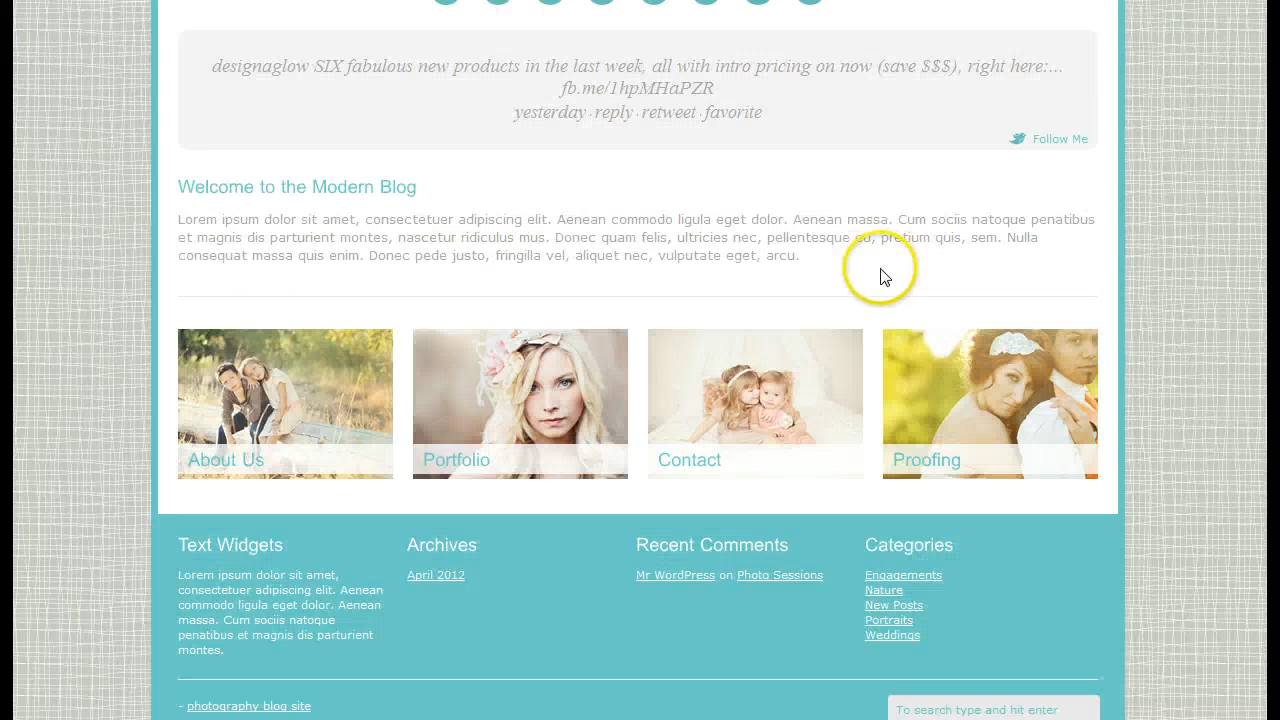 designaglow SIX fabulous new products in the last week, all with intro pricing on now (save $$$), right here:...
fb.me/1hpMHaPZR
yesterday · reply · retweet · favorite
Follow Me
Welcome to the Modern Blog
Lorem ipsum dolor sit amet, consectetuer adipiscing elit. Aenean commodo ligula eget dolor. Aenean massa. Cum sociis natoque penatibus
et magnis dis parturient montes, nascetur ridiculus mus. Donec quam felis, ultricies nec, pellentesque eu, pretium quis, sem. Nulla
consequat massa quis enim. Donec pede justo, fringilla vel, aliquet nec, vulputate eget, arcu.
About Us
Portfolio
Contact
Proofing
Text Widgets
Lorem ipsum dolor sit amet,
consectetuer adipiscing elit. Aenean
commodo ligula eget dolor. Aenean
massa. Cum sociis natoque
penatibus et magnis dis parturient
montes.
Archives
April 2012
Recent Comments
Mr WordPress on Photo Sessions
Categories
Engagements
Nature
New Posts
Portraits
Weddings
- photography blog site
To search type and hit enter